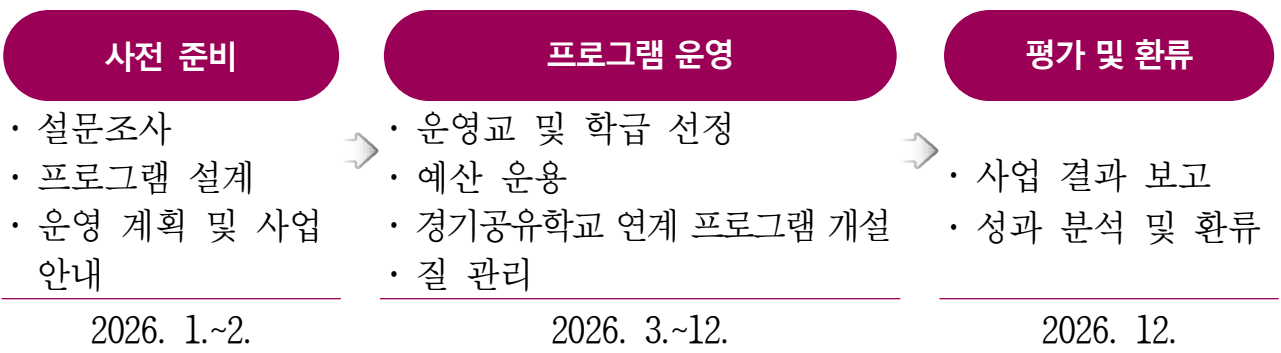 사전 준비
· 설문조사
· 프로그램 설계
· 운영 계획 및 사업
안내
2026. 1.~2.
프로그램 운영
· 운영교 및 학급 선정
· 예산 운용
· 경기공유학교 연계 프로그램 개설
· 질 관리
2026. 3.~12.
평가 및 환류
· 사업 결과 보고
· 성과 분석 및 환류
2026. 12.